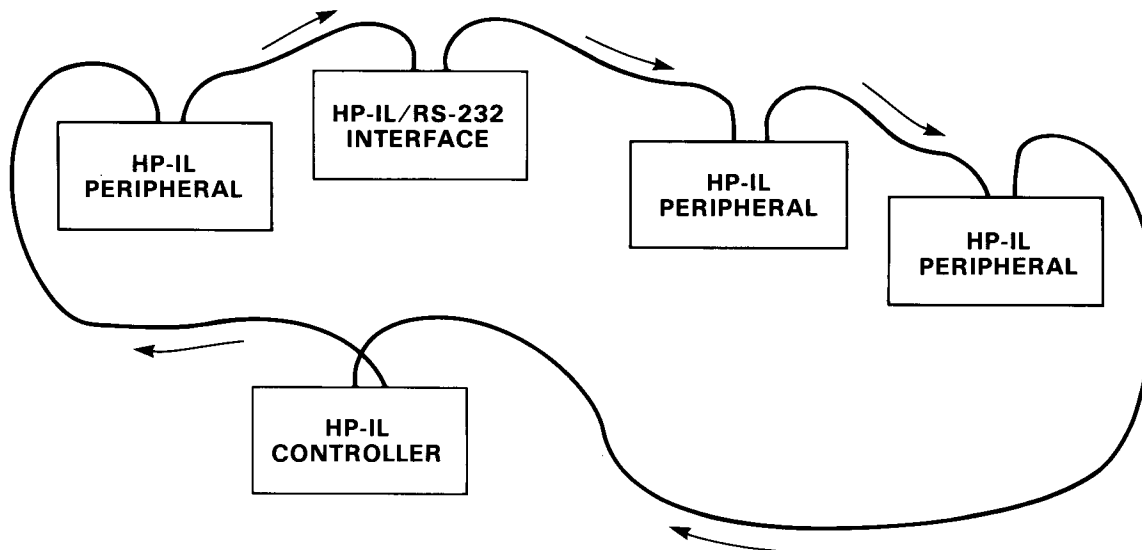 HP-IL
PERIPHERAL
HP-IL/RS-232
INTERFACE
HP-IL
PERIPHERAL
HP-IL
PERIPHERAL
HP-IL
CONTROLLER